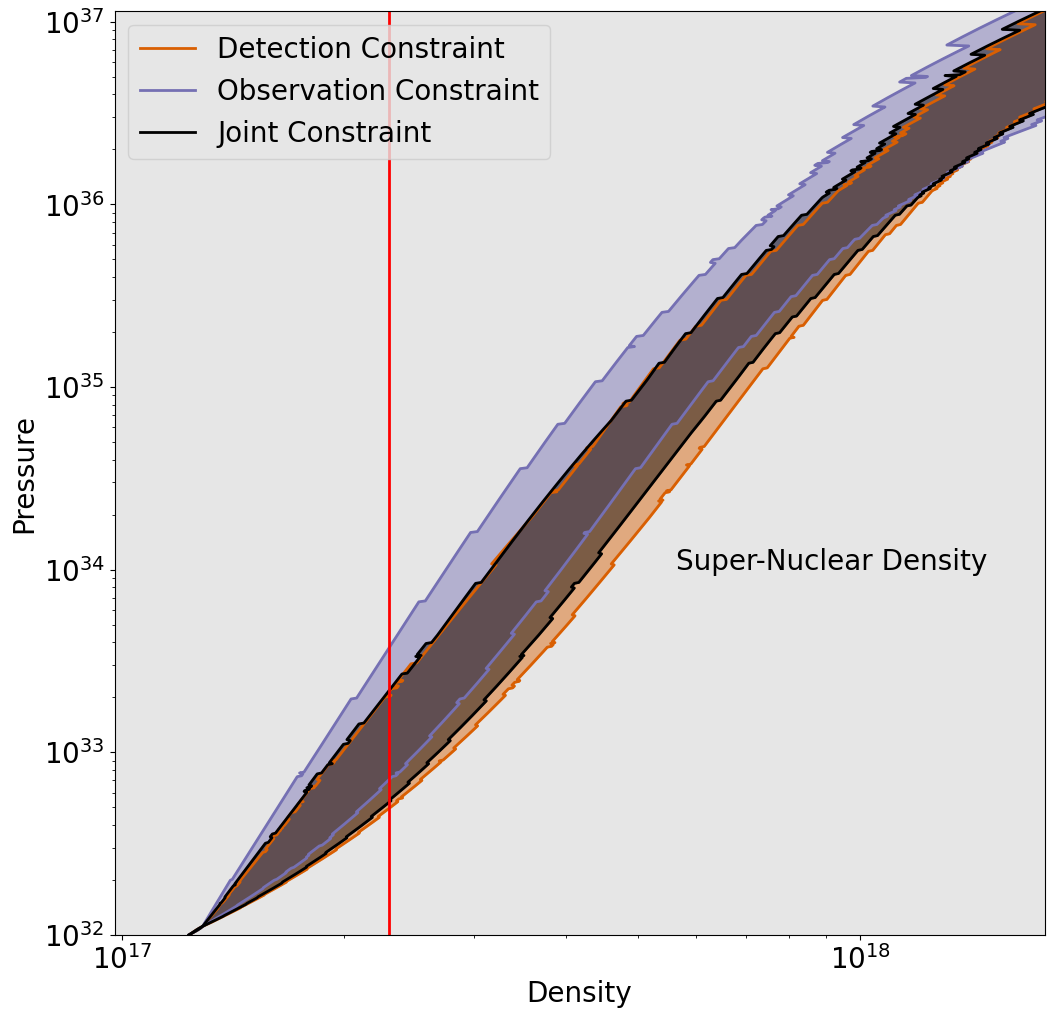 Detection Constraint
Observation Constraint
Joint Constraint
10^37
10^36
10^35
10^34
10^33
10^32
Pressure
Super-Nuclear Density
10^17
10^18
Density